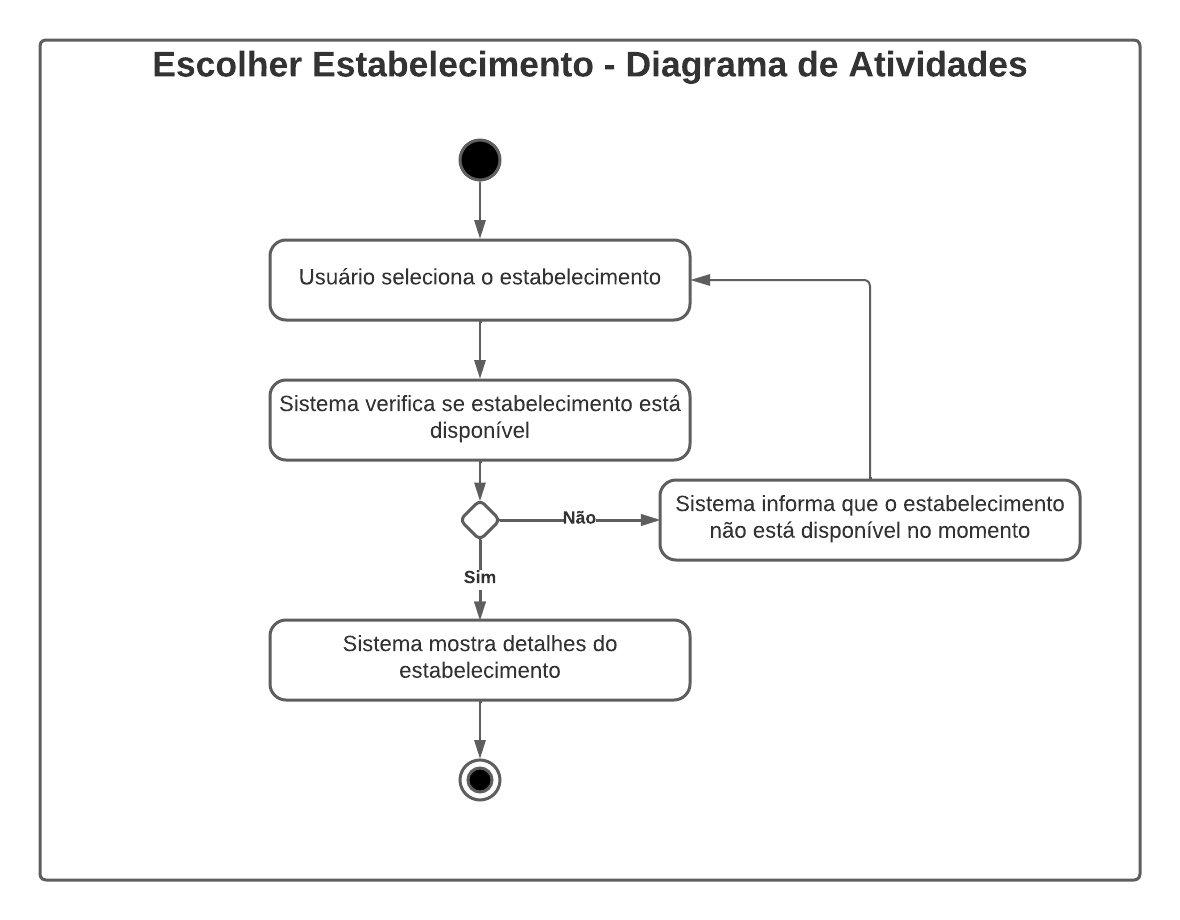 Escolher Estabelecimento - Diagrama de Atividades
Usuário seleciona o estabelecimento
Sistema verifica se estabelecimento está
disponível
Não
Sistema informa que o estabelecimento
não está disponível no momento
Sim
Sistema mostra detalhes do
estabelecimento